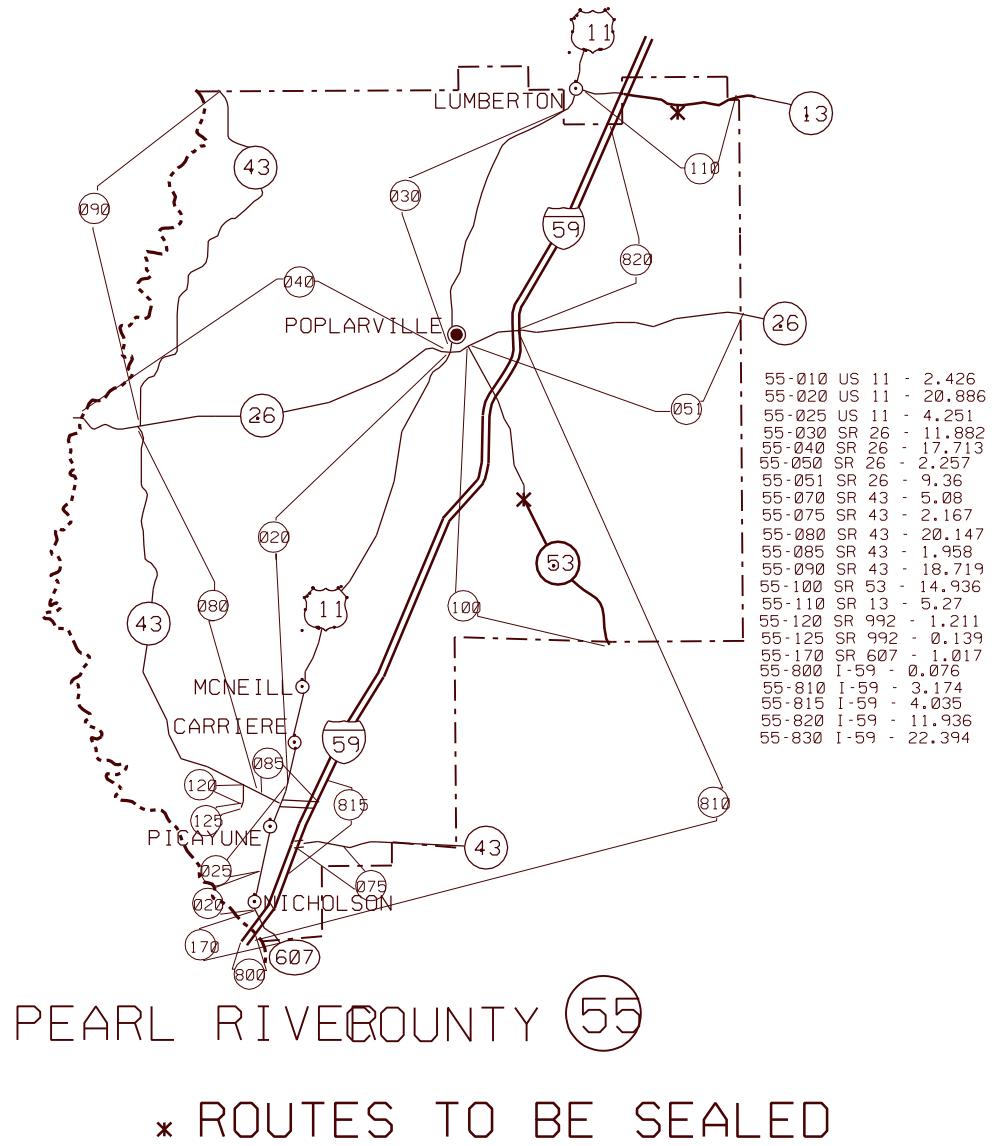 11
LUMBERTON
13
43
110
090
030
59
820
040
POPLARVILLE
26
26
051
55-010 US 11 - 2.426
55-020 US 11 - 20.886
55-025 US 11 - 4.251
55-030 SR 26 - 11.882
55-040 SR 26 - 17.713
55-050 SR 26 - 2.257
55-051 SR 26 - 9.36
55-070 SR 43 - 5.08
55-075 SR 43 - 2.167
55-080 SR 43 - 20.147
55-085 SR 43 - 1.958
55-090 SR 43 - 18.719
55-100 SR 53 - 14.936
55-110 SR 13 - 5.27
55-120 SR 992 - 1.211
55-125 SR 992 - 0.139
55-170 SR 607 - 1.017
55-800 I-59 - 0.076
55-810 I-59 - 3.174
55-815 I-59 - 4.035
55-820 I-59 - 11.936
55-830 I-59 - 22.394
020
53
080
100
11
43
MCNEILL
CARRIERE
59
085
120
815
810
125
PICAYUNE
43
025
075
020
NICHOLSON
170
607
800
PEARL RIVER COUNTY 55
* ROUTES TO BE SEALED